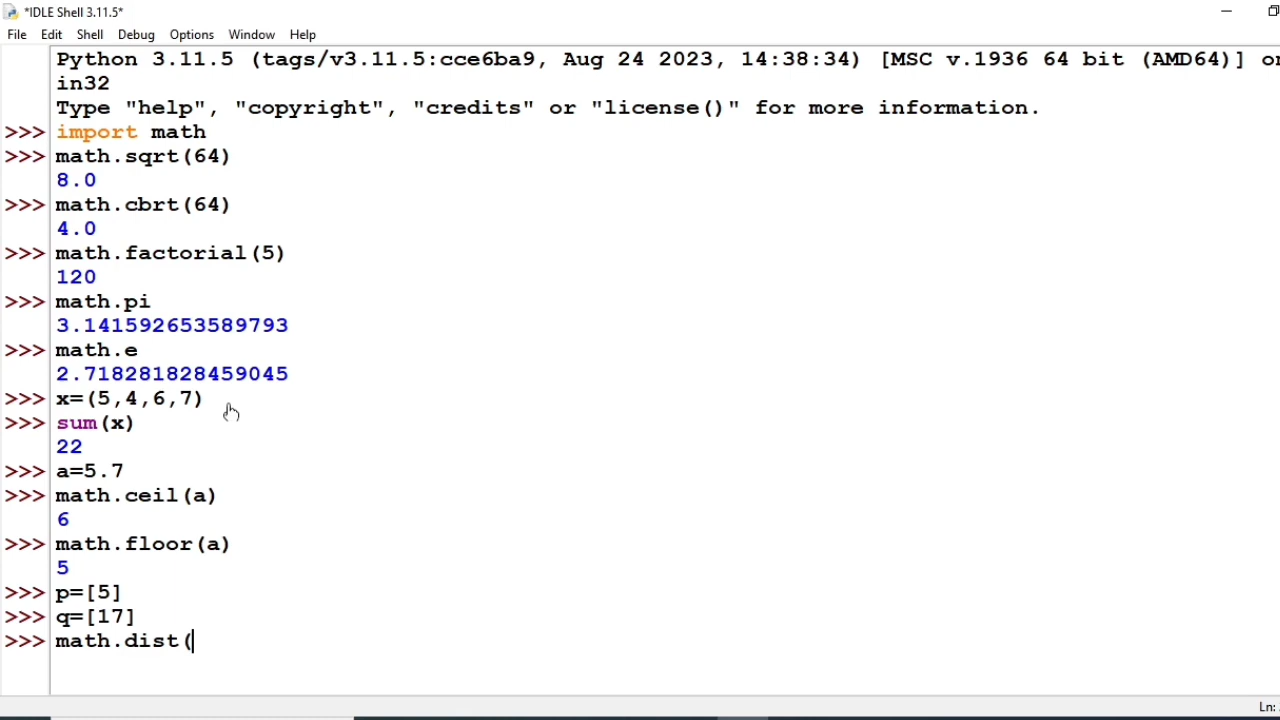 *IDLE Shell 3.11.5*
File Edit Shell Debug Options Window Help
Python 3.11.5 (tags/v3.11.5:cce6ba9, Aug 24 2023, 14:38:34) [MSC v.1936 64 bit (AMD64)] on
in32
Type "help", "copyright", "credits" or "license()" for more information.
>>> import math
>>> math.sqrt(64)
8.0
>>> math.cbrt(64)
4.0
>>> math.factorial(5)
120
>>> math.pi
3.141592653589793
>>> math.e
2.718281828459045
>>> x=(5,4,6,7)
>>> sum(x)
22
>>> a=5.7
>>> math.ceil(a)
6
>>> math.floor(a)
5
>>> p=[5]
>>> q=[17]
>>> math.dist(
Ln: